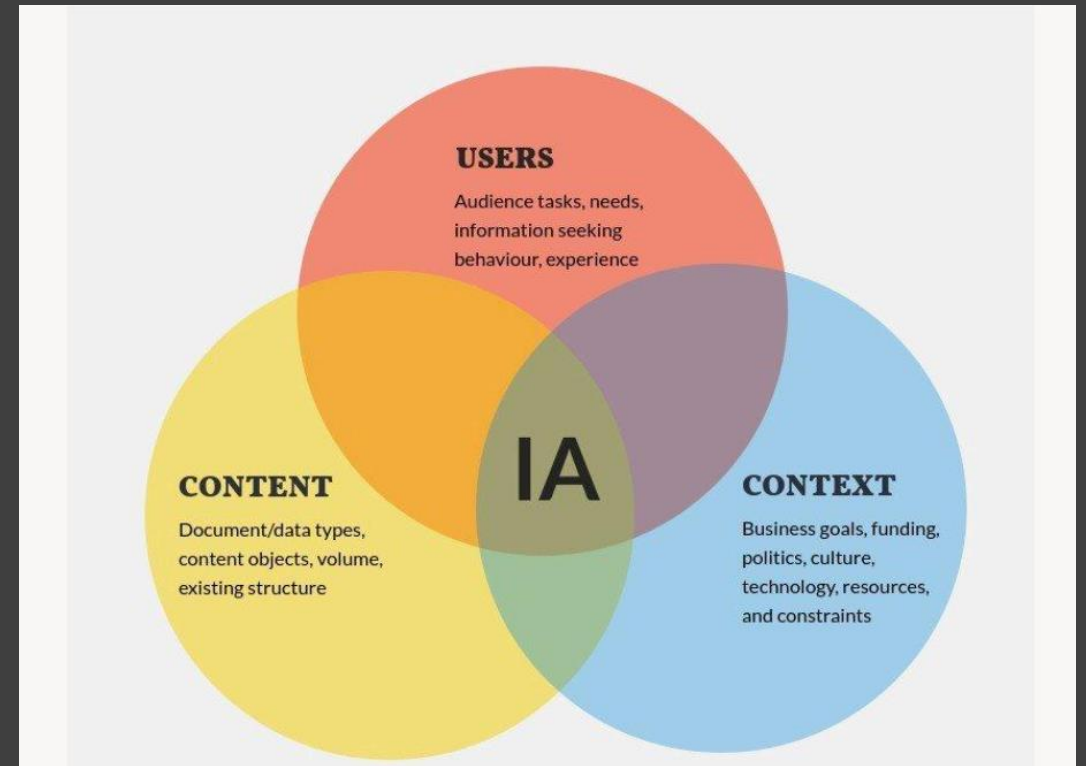 USERS
Audience tasks, needs,
information seeking
behaviour, experience
IA
CONTENT
Document/data types,
content objects, volume,
existing structure
CONTEXT
Business goals, funding,
politics, culture,
technology, resources,
and constraints